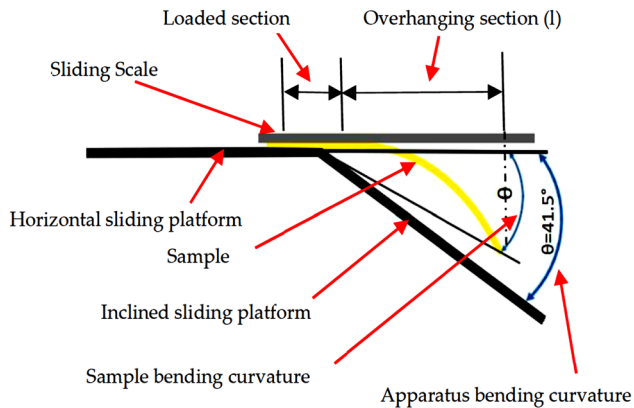 Loaded section
Overhanging section (l)
Sliding Scale
Horizontal sliding platform
θ
θ=41.5°
Sample
Inclined sliding platform
Sample bending curvature
Apparatus bending curvature